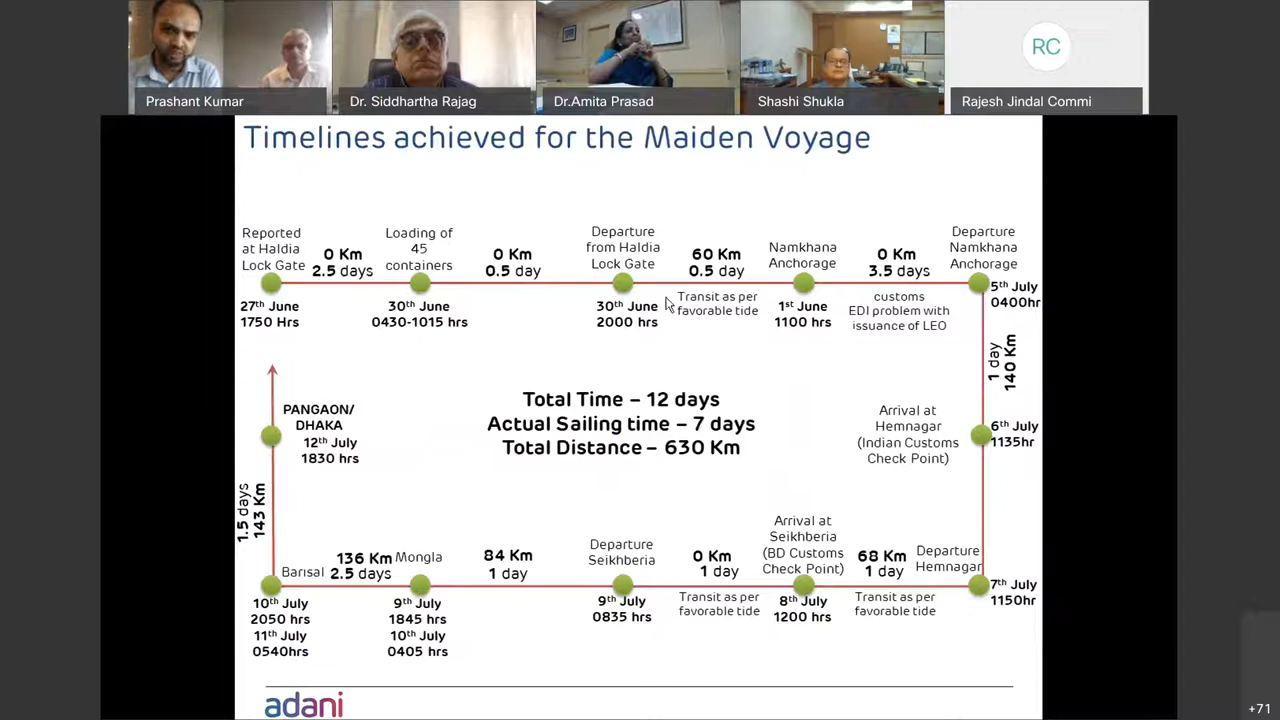 RC
Prashant Kumar
Dr. Siddhartha Rajag
Dr.Amita Prasad
Shashi Shukla
Rajesh Jindal Commi
Timelines achieved for the Maiden Voyage
Reported
at Haldia
Lock Gate
0 Km
2.5 days
Loading of
45
containers
0 Km
0.5 day
Departure
from Haldia
Lock Gate
60 Km
0.5 day
Namkhana
Anchorage
0 Km
3.5 days
Departure
Namkhana
Anchorage
27th June
1750 Hrs
30th June
0430-1015 hrs
30th June
2000 hrs
Transit as per
favorable tide
1st June
1100 hrs
customs
EDI problem with
issuance of LEO
5th July
0400hr
1 day
140 Km
Total Time – 12 days
Actual Sailing time – 7 days
Total Distance – 630 Km
Arrival at
Hemnagar
(Indian Customs
Check Point)
6th July
1135hr
PANGAON/
DHAKA
12th July
1830 hrs
1.5 days
143 Km
Barisal
136 Km
2.5 days
Mongla
84 Km
1 day
Departure
Seikhberia
0 Km
1 day
Arrival at
Seikhberia
(BD Customs
Check Point)
68 Km
1 day
Departure
Hemnagar
10th July
2050 hrs
11th July
0540hrs
9th July
1845 hrs
10th July
0405 hrs
9th July
0835 hrs
Transit as per
favorable tide
8th July
1200 hrs
Transit as per
favorable tide
7th July
1150hr
adani
+71